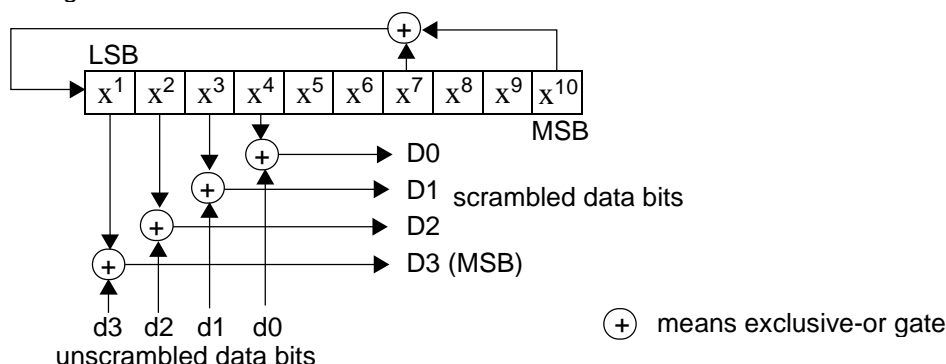 LSB
x¹ x² x³ x⁴ x⁵ x⁶ x⁷ x⁸ x⁹ x¹⁰
MSB
D0
D1 scrambled data bits
D2
D3 (MSB)
d3 d2 d1 d0
unscrambled data bits
+ means exclusive-or gate